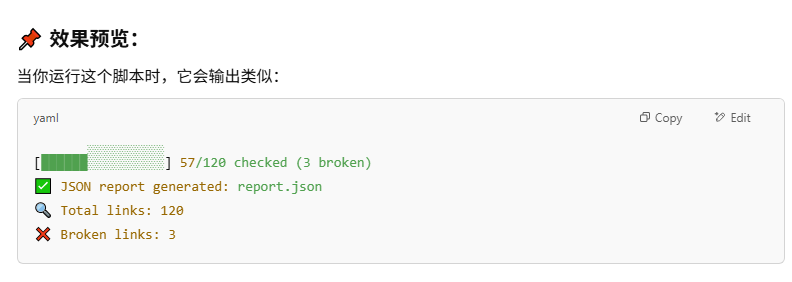 📌 效果预览：
当你运行这个脚本时，它会输出类似：
yaml Copy Edit
[██████░░░░░░░░░░] 57/120 checked (3 broken)
✅ JSON report generated: report.json
🔍 Total links: 120
❌ Broken links: 3